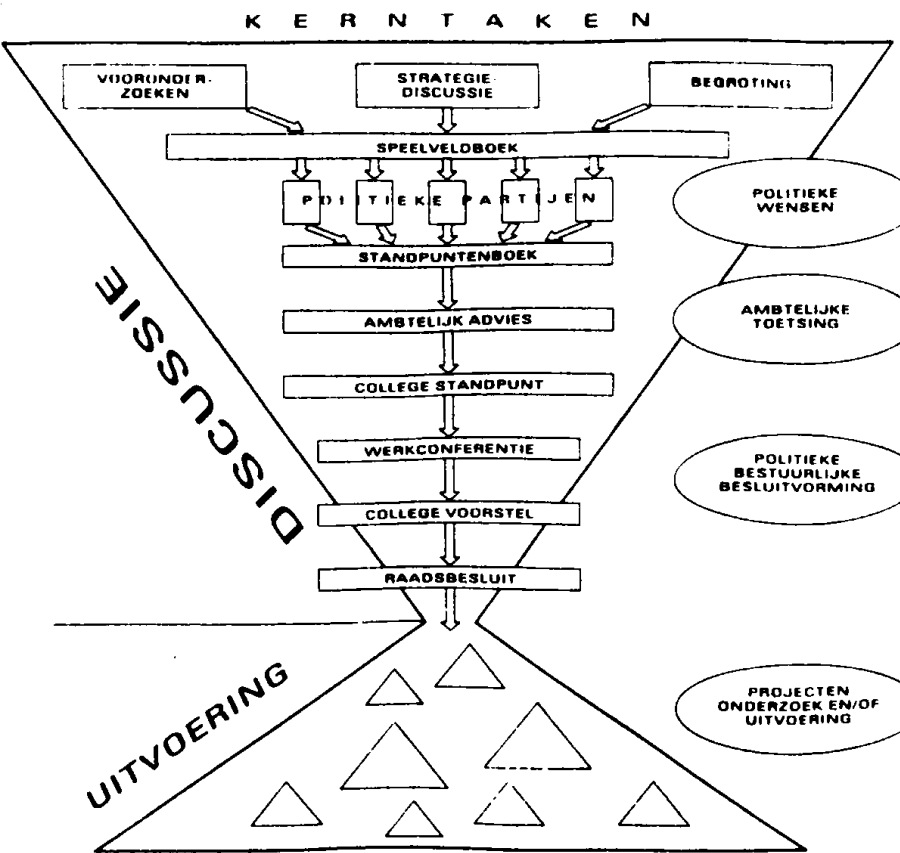 KERNTAKEN
VOORONDER-
ZOEKEN
STRATEGIE-
DISCUSSIE
BEGROTING
SPEELVELDBOEK
POLITIEKE PARTIJEN
POLITIEKE
WENSEN
STANDPUNTENBOEK
AMBTELIJK ADVIES
AMBTELIJKE
TOETSING
DISCUSSIE
COLLEGE STANDPUNT
WERKCONFERENTIE
POLITIEKE
BESTUURLIJKE
BESLUITVORMING
COLLEGE VOORSTEL
RAADSBESLUIT
UITVOERING
PROJECTEN
ONDERZOEK EN/OF
UITVOERING